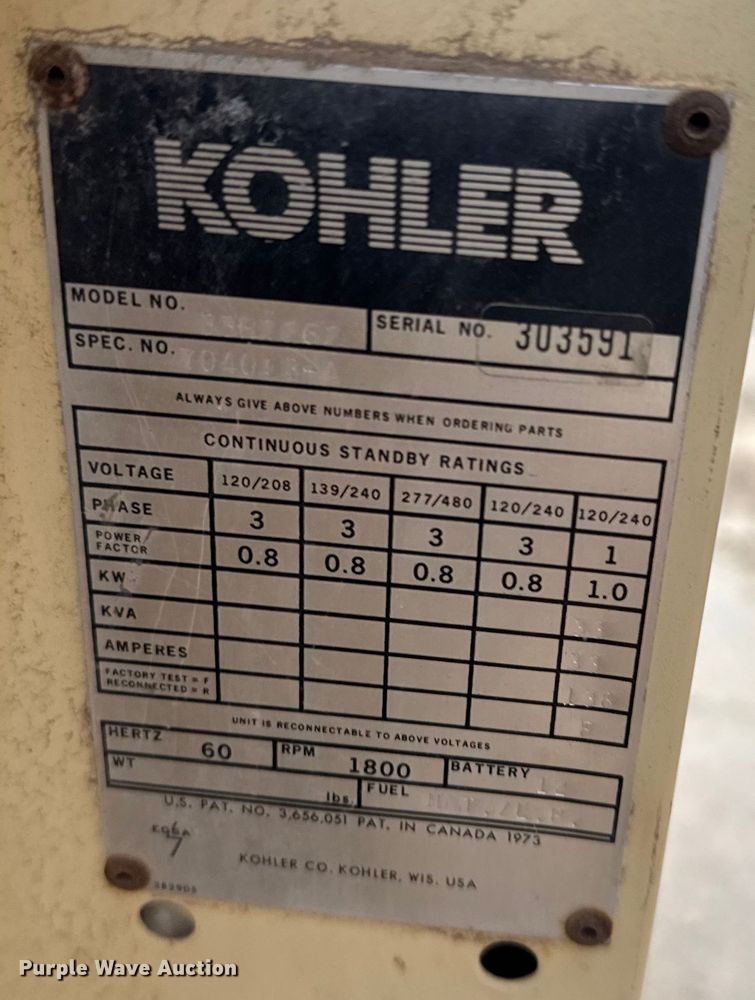 KOHLER
MODEL NO.
SERIAL NO. 303591
SPEC. NO.
ALWAYS GIVE ABOVE NUMBERS WHEN ORDERING PARTS
CONTINUOUS STANDBY RATINGS
VOLTAGE 120/208 139/240 277/480 120/240 120/240
PHASE 3 3 3 3 1
POWER/
FACTOR 0.8 0.8 0.8 0.8 1.0
KW
KVA
AMPERES
FACTORY TEST = F
RECONNECTED = R F
UNIT IS RECONNECTABLE TO ABOVE VOLTAGES
HERTZ 60 RPM 1800 BATTERY 12
WT lbs. FUEL
U.S. PAT. NO. 3,656,051 PAT. IN CANADA 1973
KOHLER CO. KOHLER, WIS. USA
Purple Wave Auction